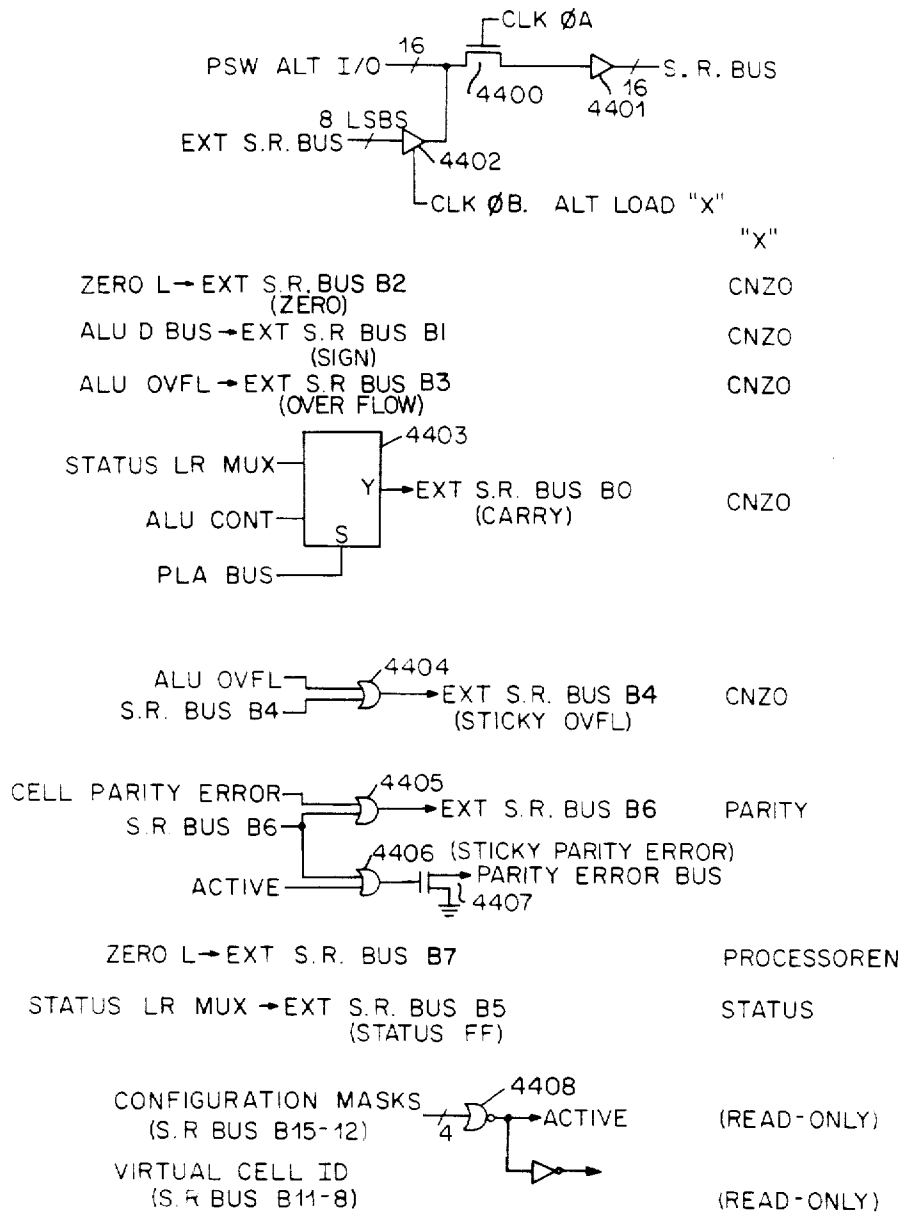 CLK ØA
16
PSW ALT I/O
S.R. BUS
4400
4401
16
8 LSBS
EXT S.R. BUS
4402
CLK ØB. ALT LOAD "X"
"X"
ZERO L→EXT S.R. BUS B2 CNZO
(ZERO)
ALU D BUS→EXT S.R BUS B1 CNZO
(SIGN)
ALU OVFL→EXT S.R BUS B3 CNZO
(OVER FLOW)
4403
STATUS LR MUX
Y EXT S.R. BUS B0 CNZO
(CARRY)
ALU CONT
S
PLA BUS
4404
ALU OVFL
EXT S.R. BUS B4 CNZO
S.R. BUS B4
(STICKY OVFL)
4405
CELL PARITY ERROR
EXT S.R. BUS B6 PARITY
S.R. BUS B6
4406 (STICKY PARITY ERROR)
PARITY ERROR BUS
ACTIVE
4407
ZERO L→EXT S.R. BUS B7 PROCESSOREN
STATUS LR MUX→EXT S.R. BUS B5 STATUS
(STATUS FF)
4408
CONFIGURATION MASKS
4 ACTIVE (READ-ONLY)
(S.R BUS B15-12)
VIRTUAL CELL ID
(S.R BUS B11-8) (READ-ONLY)